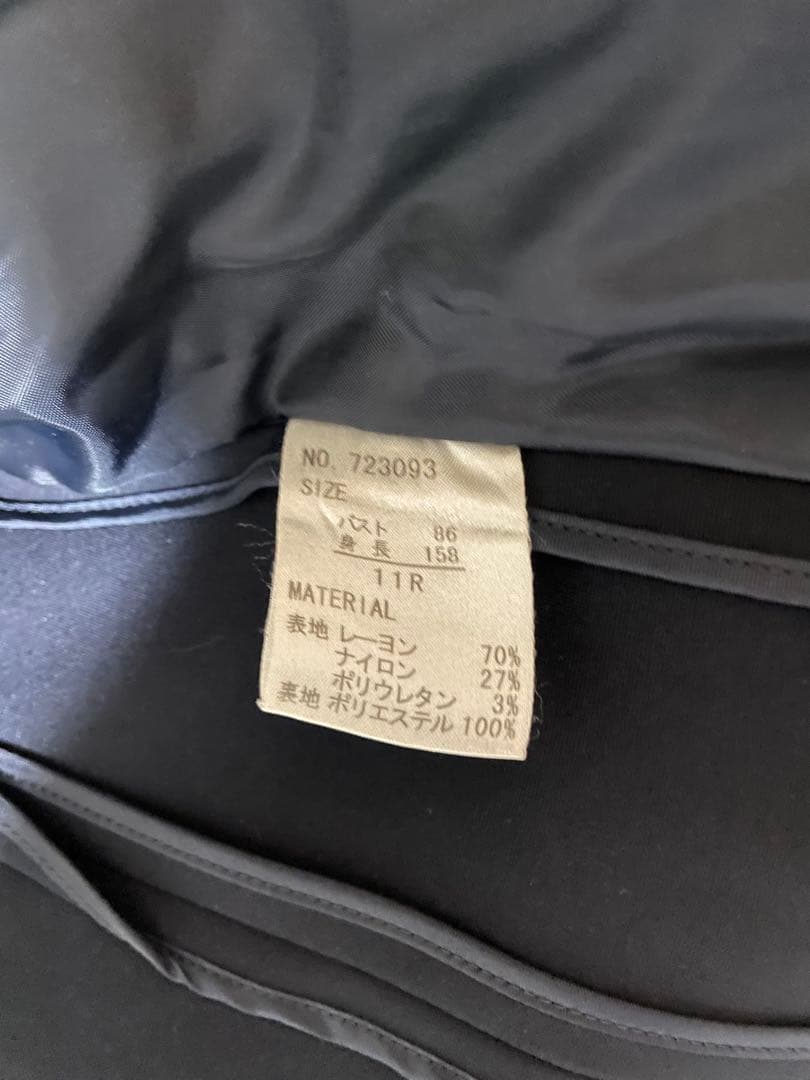 NO. 723093
SIZE
バスト 86
身長 158
11R
MATERIAL
表地 レーヨン 70%
ナイロン 27%
ポリウレタン 3%
裏地 ポリエステル 100%